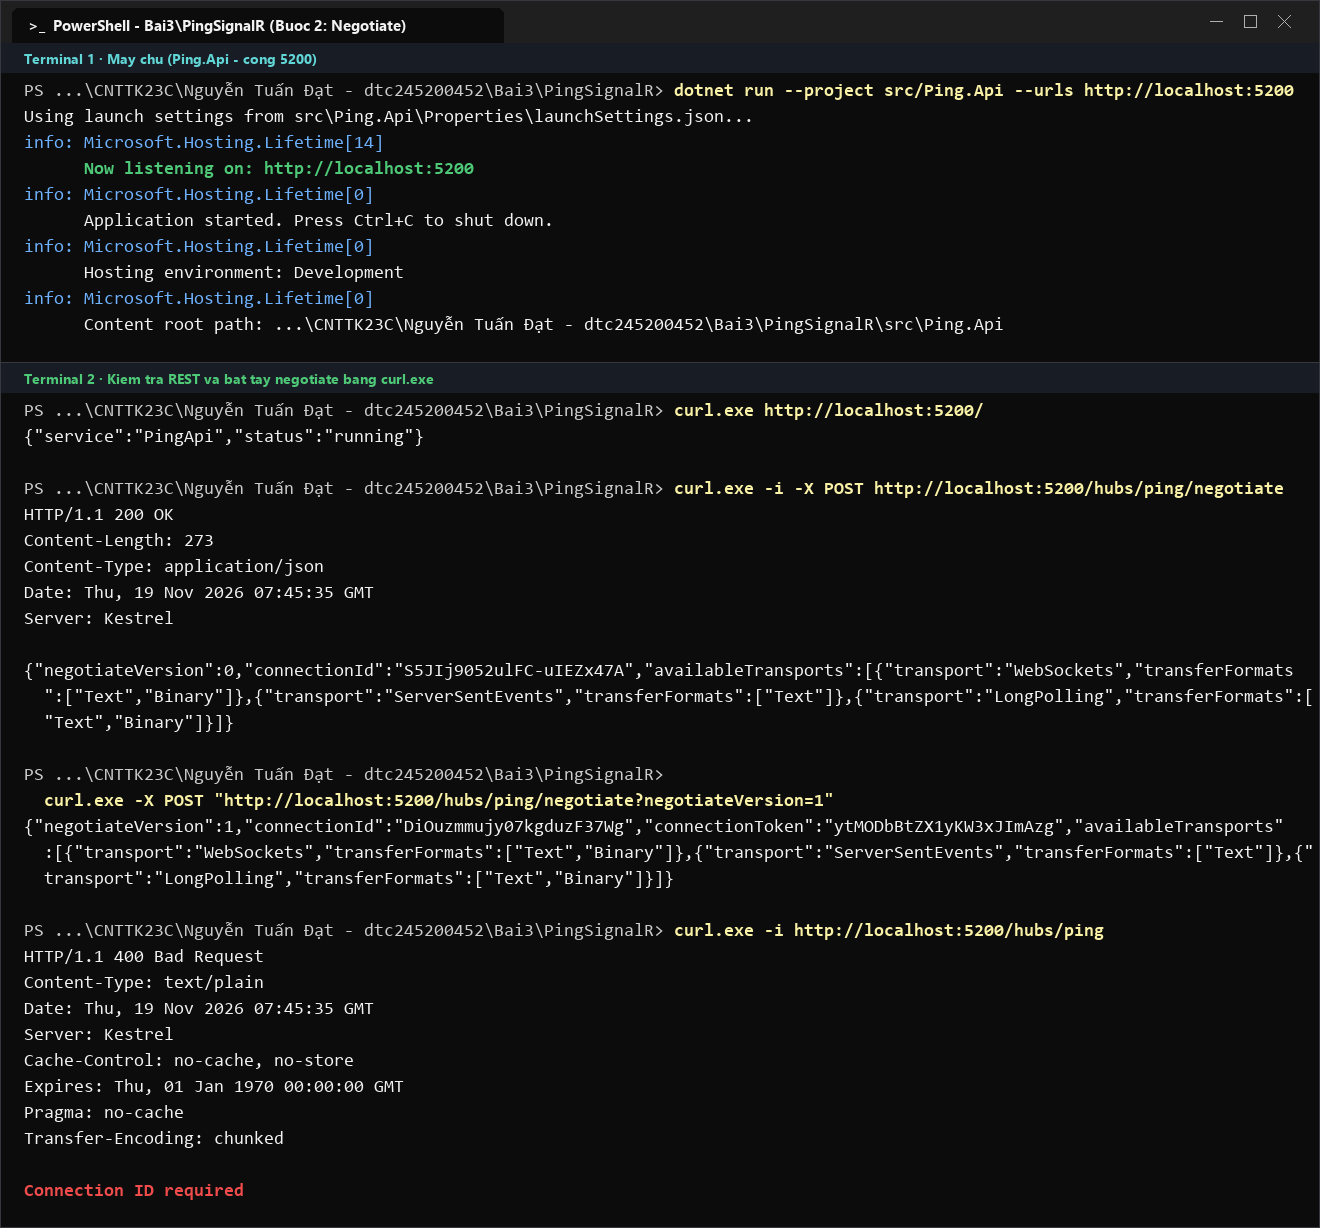 >_ PowerShell - Bai3\PingSignalR (Buoc 2: Negotiate)
Terminal 1 · May chu (Ping.Api - cong 5200)
PS ...\CNTTK23C\Nguyễn Tuấn Đạt - dtc245200452\Bai3\PingSignalR> dotnet run --project src/Ping.Api --urls http://localhost:5200
Using launch settings from src\Ping.Api\Properties\launchSettings.json...
info: Microsoft.Hosting.Lifetime[14]
Now listening on: http://localhost:5200
info: Microsoft.Hosting.Lifetime[0]
Application started. Press Ctrl+C to shut down.
info: Microsoft.Hosting.Lifetime[0]
Hosting environment: Development
info: Microsoft.Hosting.Lifetime[0]
Content root path: ...\CNTTK23C\Nguyễn Tuấn Đạt - dtc245200452\Bai3\PingSignalR\src\Ping.Api
Terminal 2 · Kiem tra REST va bat tay negotiate bang curl.exe
PS ...\CNTTK23C\Nguyễn Tuấn Đạt - dtc245200452\Bai3\PingSignalR> curl.exe http://localhost:5200/
{"service":"PingApi","status":"running"}
PS ...\CNTTK23C\Nguyễn Tuấn Đạt - dtc245200452\Bai3\PingSignalR> curl.exe -i -X POST http://localhost:5200/hubs/ping/negotiate
HTTP/1.1 200 OK
Content-Length: 273
Content-Type: application/json
Date: Thu, 19 Nov 2026 07:45:35 GMT
Server: Kestrel
{"negotiateVersion":0,"connectionId":"S5JIj9052ulFC-uIEZx47A","availableTransports":[{"transport":"WebSockets","transferFormats
":["Text","Binary"]},{"transport":"ServerSentEvents","transferFormats":["Text"]},{"transport":"LongPolling","transferFormats":[
"Text","Binary"]}]}
PS ...\CNTTK23C\Nguyễn Tuấn Đạt - dtc245200452\Bai3\PingSignalR>
curl.exe -X POST "http://localhost:5200/hubs/ping/negotiate?negotiateVersion=1"
{"negotiateVersion":1,"connectionId":"DiOuzmmujy07kgduzF37Wg","connectionToken":"ytMODbBtZX1yKW3xJImAzg","availableTransports"
:[{"transport":"WebSockets","transferFormats":["Text","Binary"]},{"transport":"ServerSentEvents","transferFormats":["Text"]},{"
transport":"LongPolling","transferFormats":["Text","Binary"]}]}
PS ...\CNTTK23C\Nguyễn Tuấn Đạt - dtc245200452\Bai3\PingSignalR> curl.exe -i http://localhost:5200/hubs/ping
HTTP/1.1 400 Bad Request
Content-Type: text/plain
Date: Thu, 19 Nov 2026 07:45:35 GMT
Server: Kestrel
Cache-Control: no-cache, no-store
Expires: Thu, 01 Jan 1970 00:00:00 GMT
Pragma: no-cache
Transfer-Encoding: chunked
Connection ID required